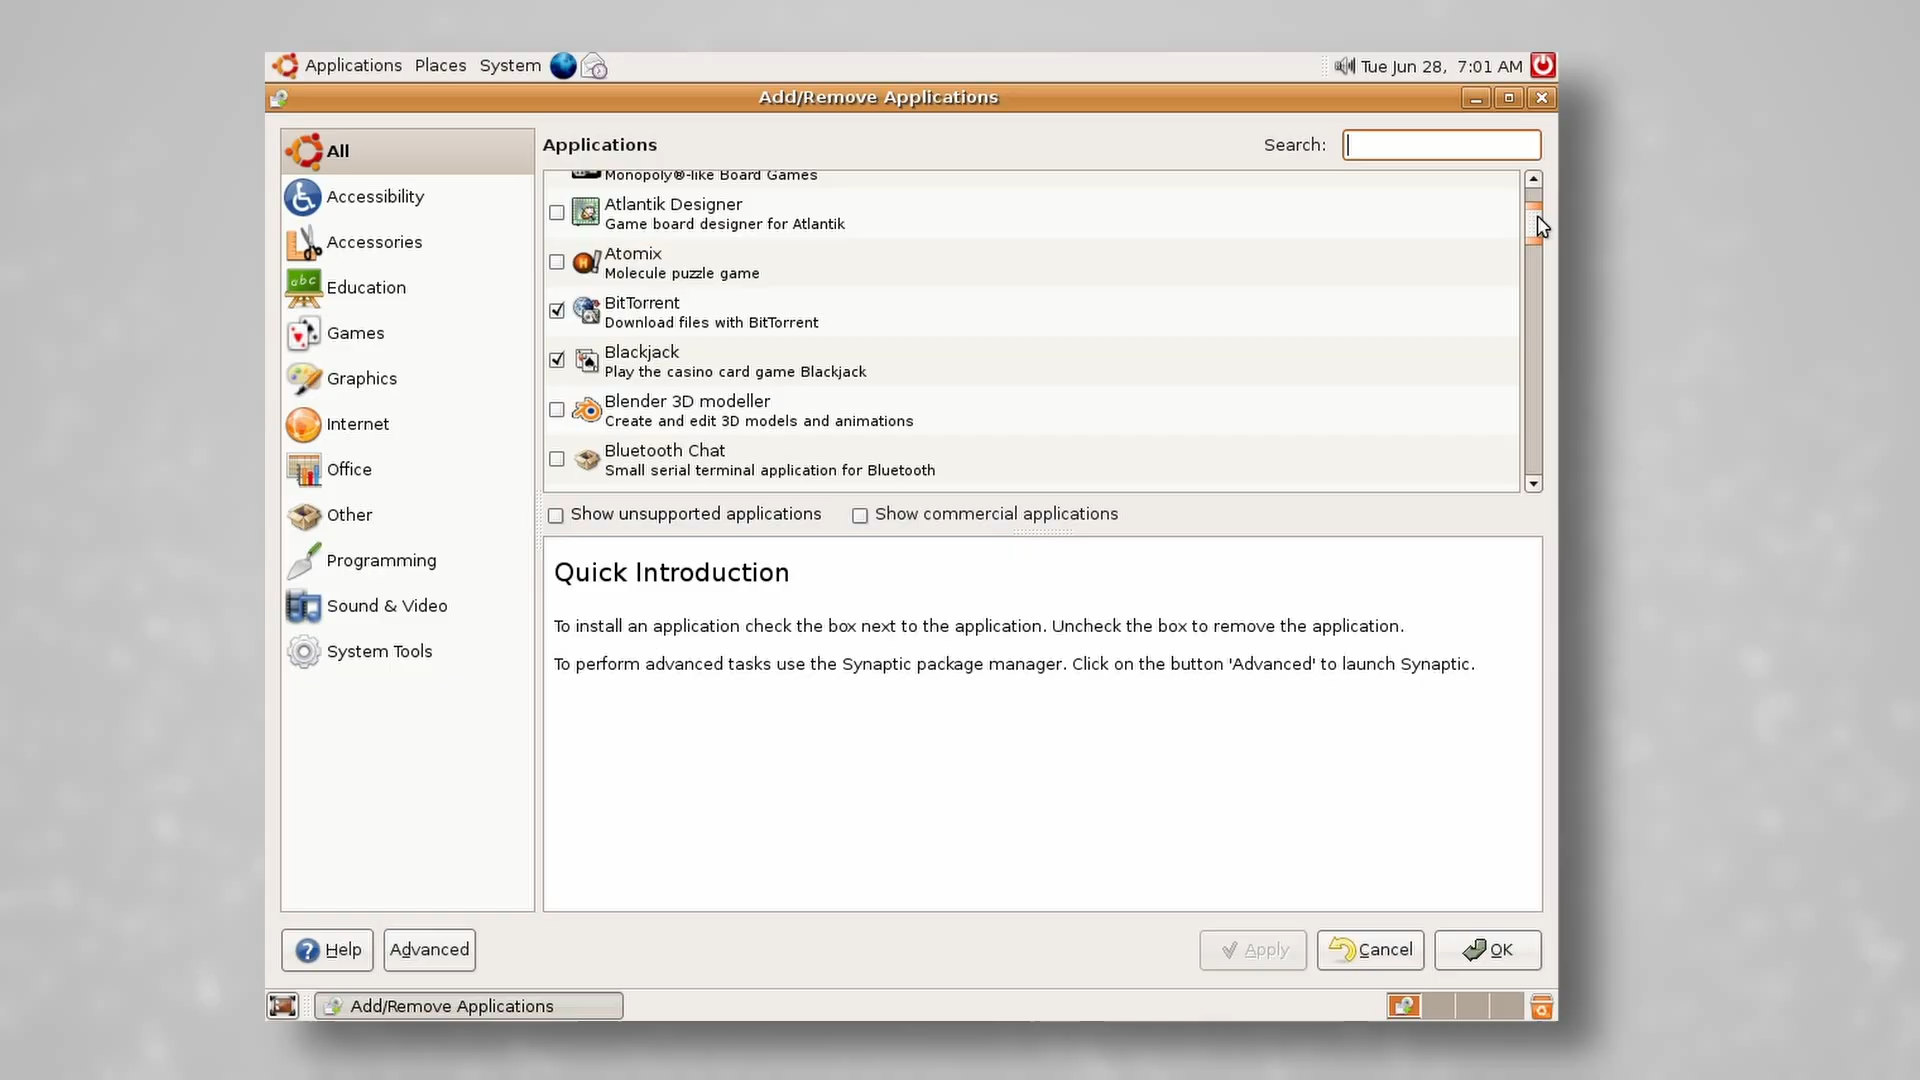 Applications Places System
Tue Jun 28, 7:01 AM
Add/Remove Applications
All
Accessibility
Accessories
abc
Education
Games
Graphics
Internet
Office
Other
Programming
Sound & Video
System Tools
Applications
Search:
Monopoly®-like Board Games
Atlantik Designer
Game board designer for Atlantik
Atomix
Molecule puzzle game
BitTorrent
Download files with BitTorrent
Blackjack
Play the casino card game Blackjack
Blender 3D modeller
Create and edit 3D models and animations
Bluetooth Chat
Small serial terminal application for Bluetooth
Show unsupported applications
Show commercial applications
Quick Introduction
To install an application check the box next to the application. Uncheck the box to remove the application.
To perform advanced tasks use the Synaptic package manager. Click on the button 'Advanced' to launch Synaptic.
Help
Advanced
Apply
Cancel
OK
Add/Remove Applications